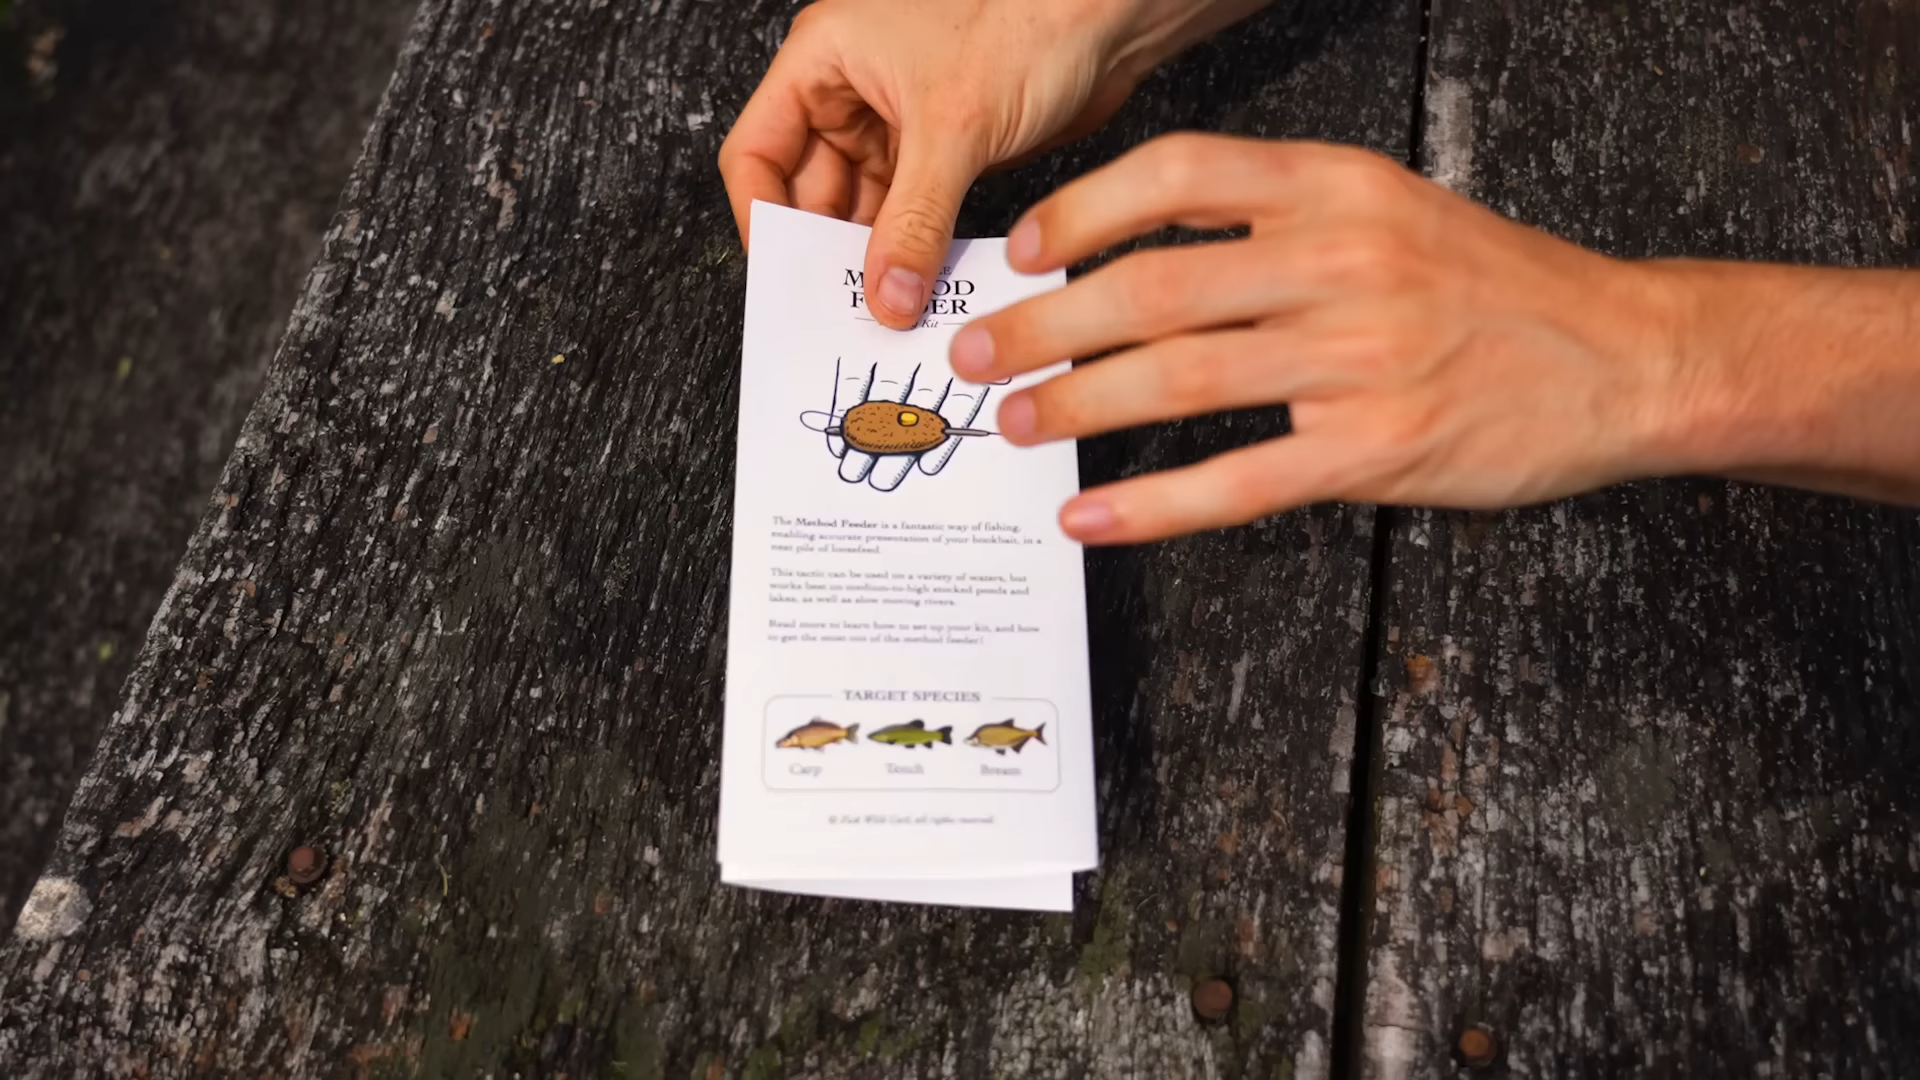 The Method Feeder is a fantastic way of fishing,
enabling accurate presentation of your hookbait, in a
neat pile of loosefeed.
This tactic can be used on a variety of waters, but
works best on medium-to-high stocked ponds and
lakes, as well as slow moving rivers.
Read more to learn how to set up your kit, and how
to get the most out of the method feeder!
TARGET SPECIES
Carp Tench Bream
all rights reserved